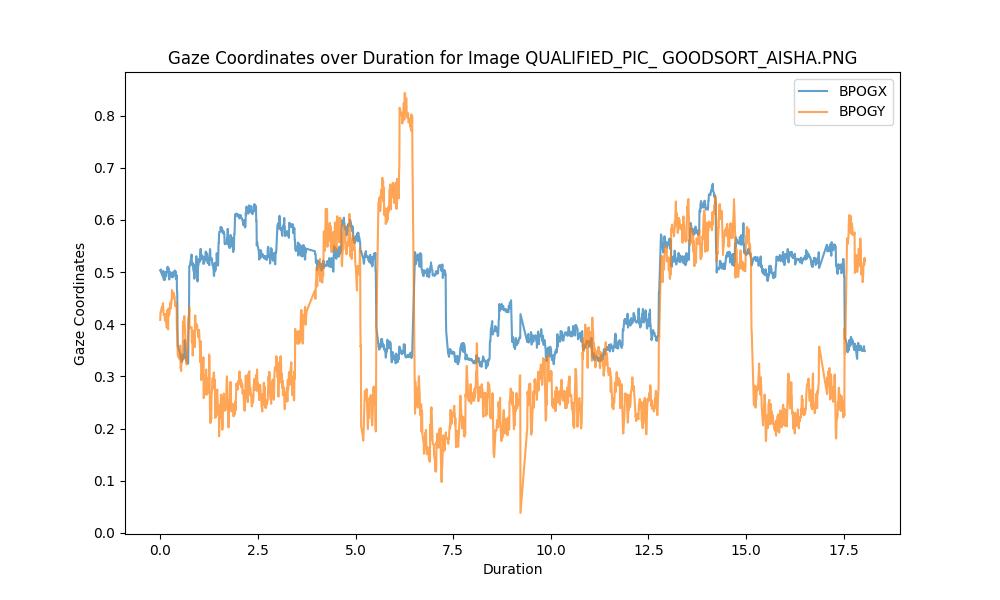 Gaze Coordinates over Duration for Image QUALIFIED_PIC_ GOODSORT_AISHA.PNG
BPOGX
BPOGY
Gaze Coordinates
0.8
0.7
0.6
0.5
0.4
0.3
0.2
0.1
0.0
0.0 2.5 5.0 7.5 10.0 12.5 15.0 17.5
Duration